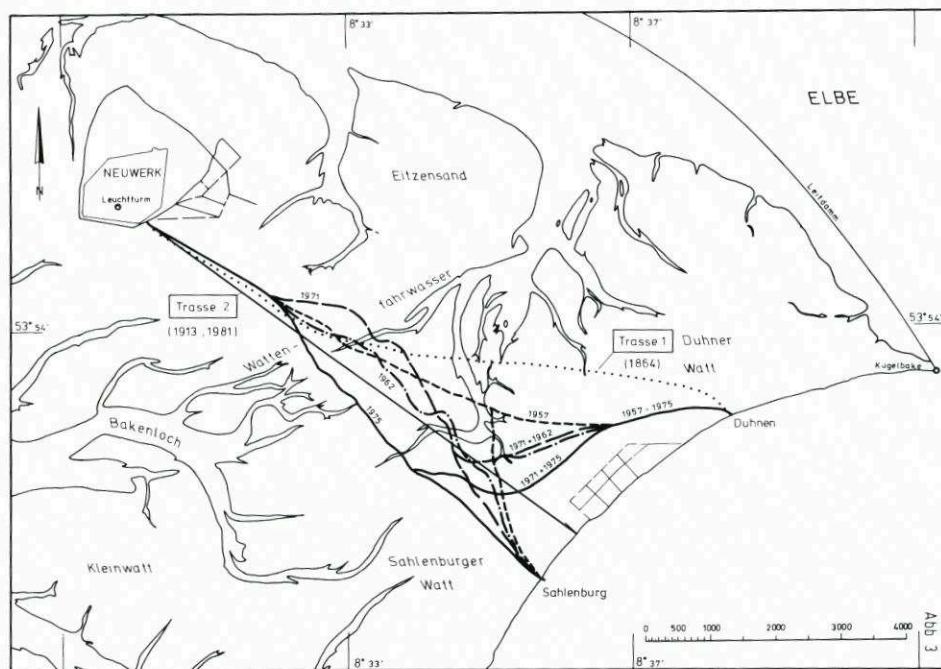 8° 33'
8° 37'
ELBE
N
NEUWERK
Leuchtturm
Eitzensand
Leitdamm
1971
fahrwasser
Trasse 2
(1913, 1981)
53° 54'
53° 54'
Trasse 1
(1864)
Duhner
Watt
Kugelbake
Watten-
1962
1975
1957
1957-1975
Duhnen
1971+1962
1971+1975
Bakenloch
Kleinwatt
Sahlenburger
Watt
Sahlenburg
0 500 1000 2000 3000 4000
Abb 3
8° 33'
8° 37'